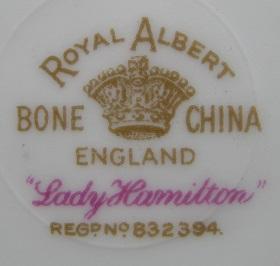 ROYAL ALBERT
BONE CHINA
ENGLAND
"Lady Hamilton"
REGD NO 832394.